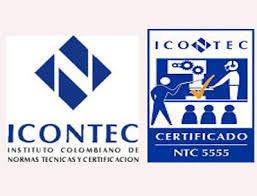 ICONTEC
INSTITUTO COLOMBIANO DE
NORMAS TECNICAS Y CERTIFICACION
ICONTEC
CERTIFICADO
NTC 5555